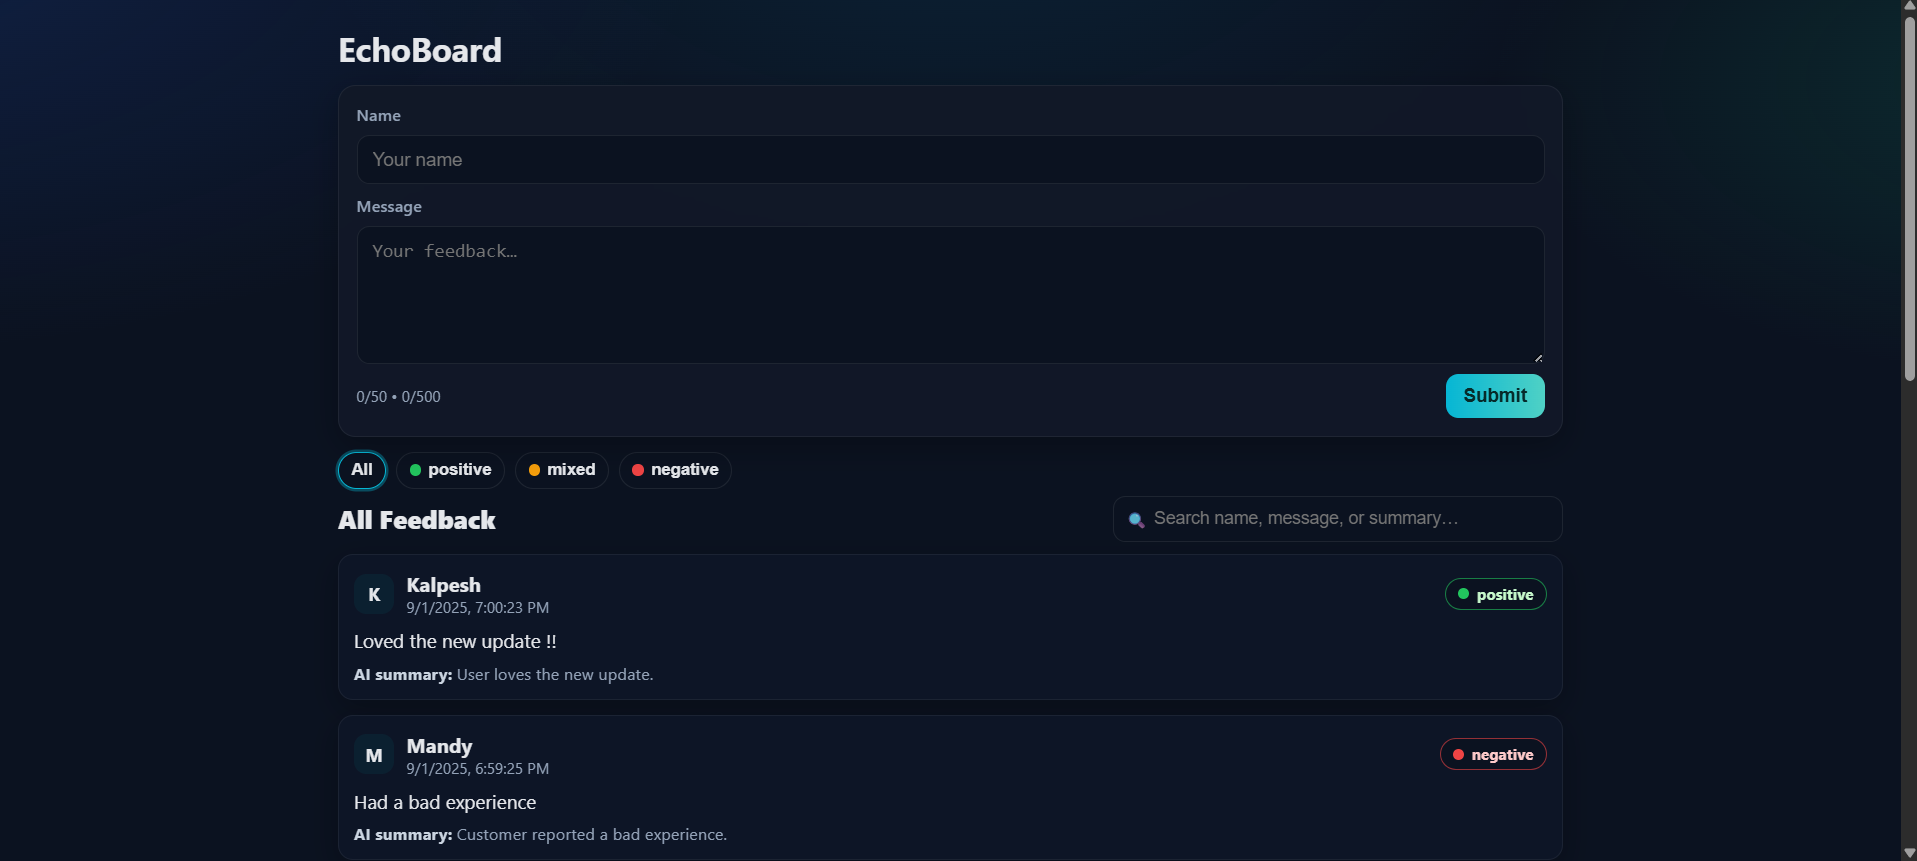 EchoBoard
Name
Your name
Message
Your feedback…
0/50 • 0/500
Submit
All
positive
mixed
negative
All Feedback
Search name, message, or summary…
K
Kalpesh
9/1/2025, 7:00:23 PM
positive
Loved the new update !!
AI summary: User loves the new update.
M
Mandy
9/1/2025, 6:59:25 PM
negative
Had a bad experience
AI summary: Customer reported a bad experience.